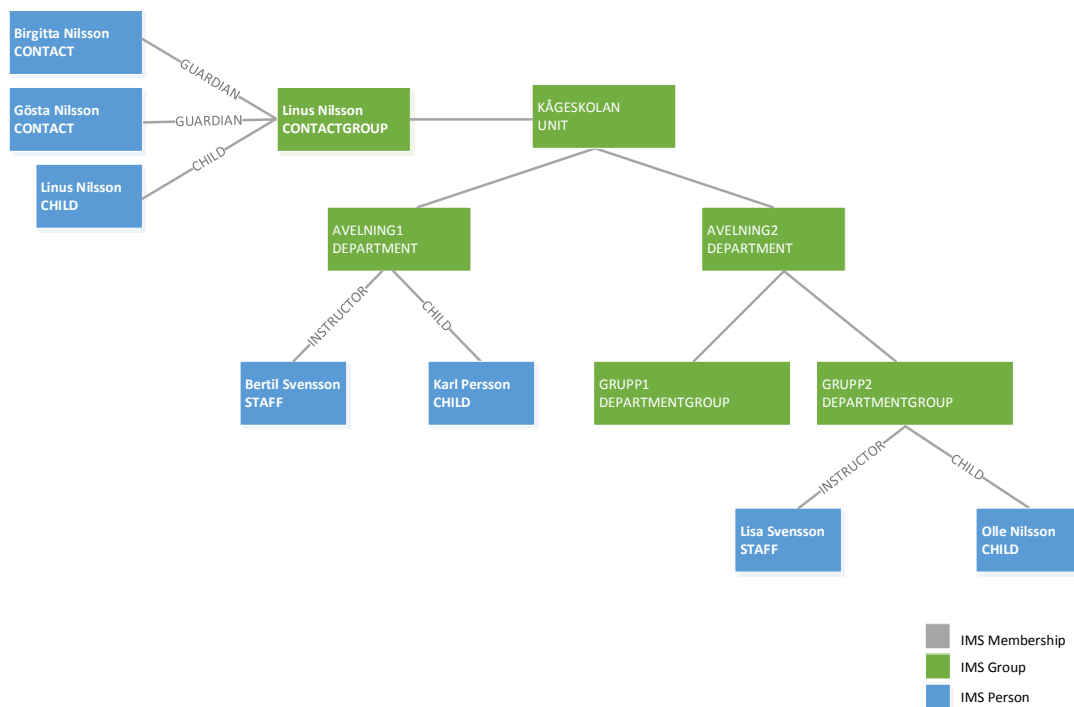 Birgitta Nilsson
CONTACT
GUARDIAN
Gösta Nilsson
CONTACT
GUARDIAN
Linus Nilsson
CHILD
CHILD
Linus Nilsson
CONTACTGROUP
KÅGESKOLAN
UNIT
AVELNING1
DEPARTMENT
AVELNING2
DEPARTMENT
INSTRUCTOR
CHILD
Bertil Svensson
STAFF
Karl Persson
CHILD
GRUPP1
DEPARTMENTGROUP
GRUPP2
DEPARTMENTGROUP
INSTRUCTOR
CHILD
Lisa Svensson
STAFF
Olle Nilsson
CHILD
IMS Membership
IMS Group
IMS Person